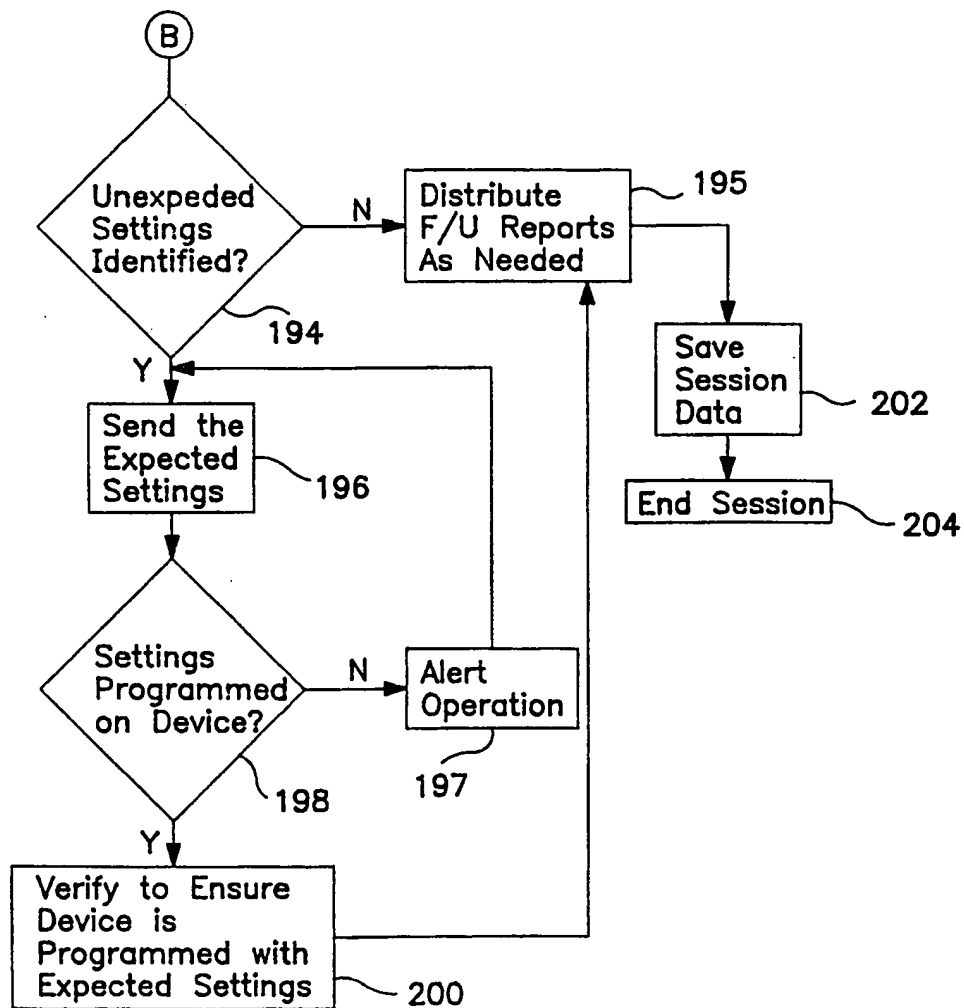 B
Unexpeded
Settings
Identified?
194
N
Distribute
F/U Reports
As Needed
195
Y
Send the
Expected
Settings
196
Save
Session
Data
202
End Session
204
Settings
Programmed
on Device?
198
N
Alert
Operation
197
Y
Verify to Ensure
Device is
Programmed with
Expected Settings
200